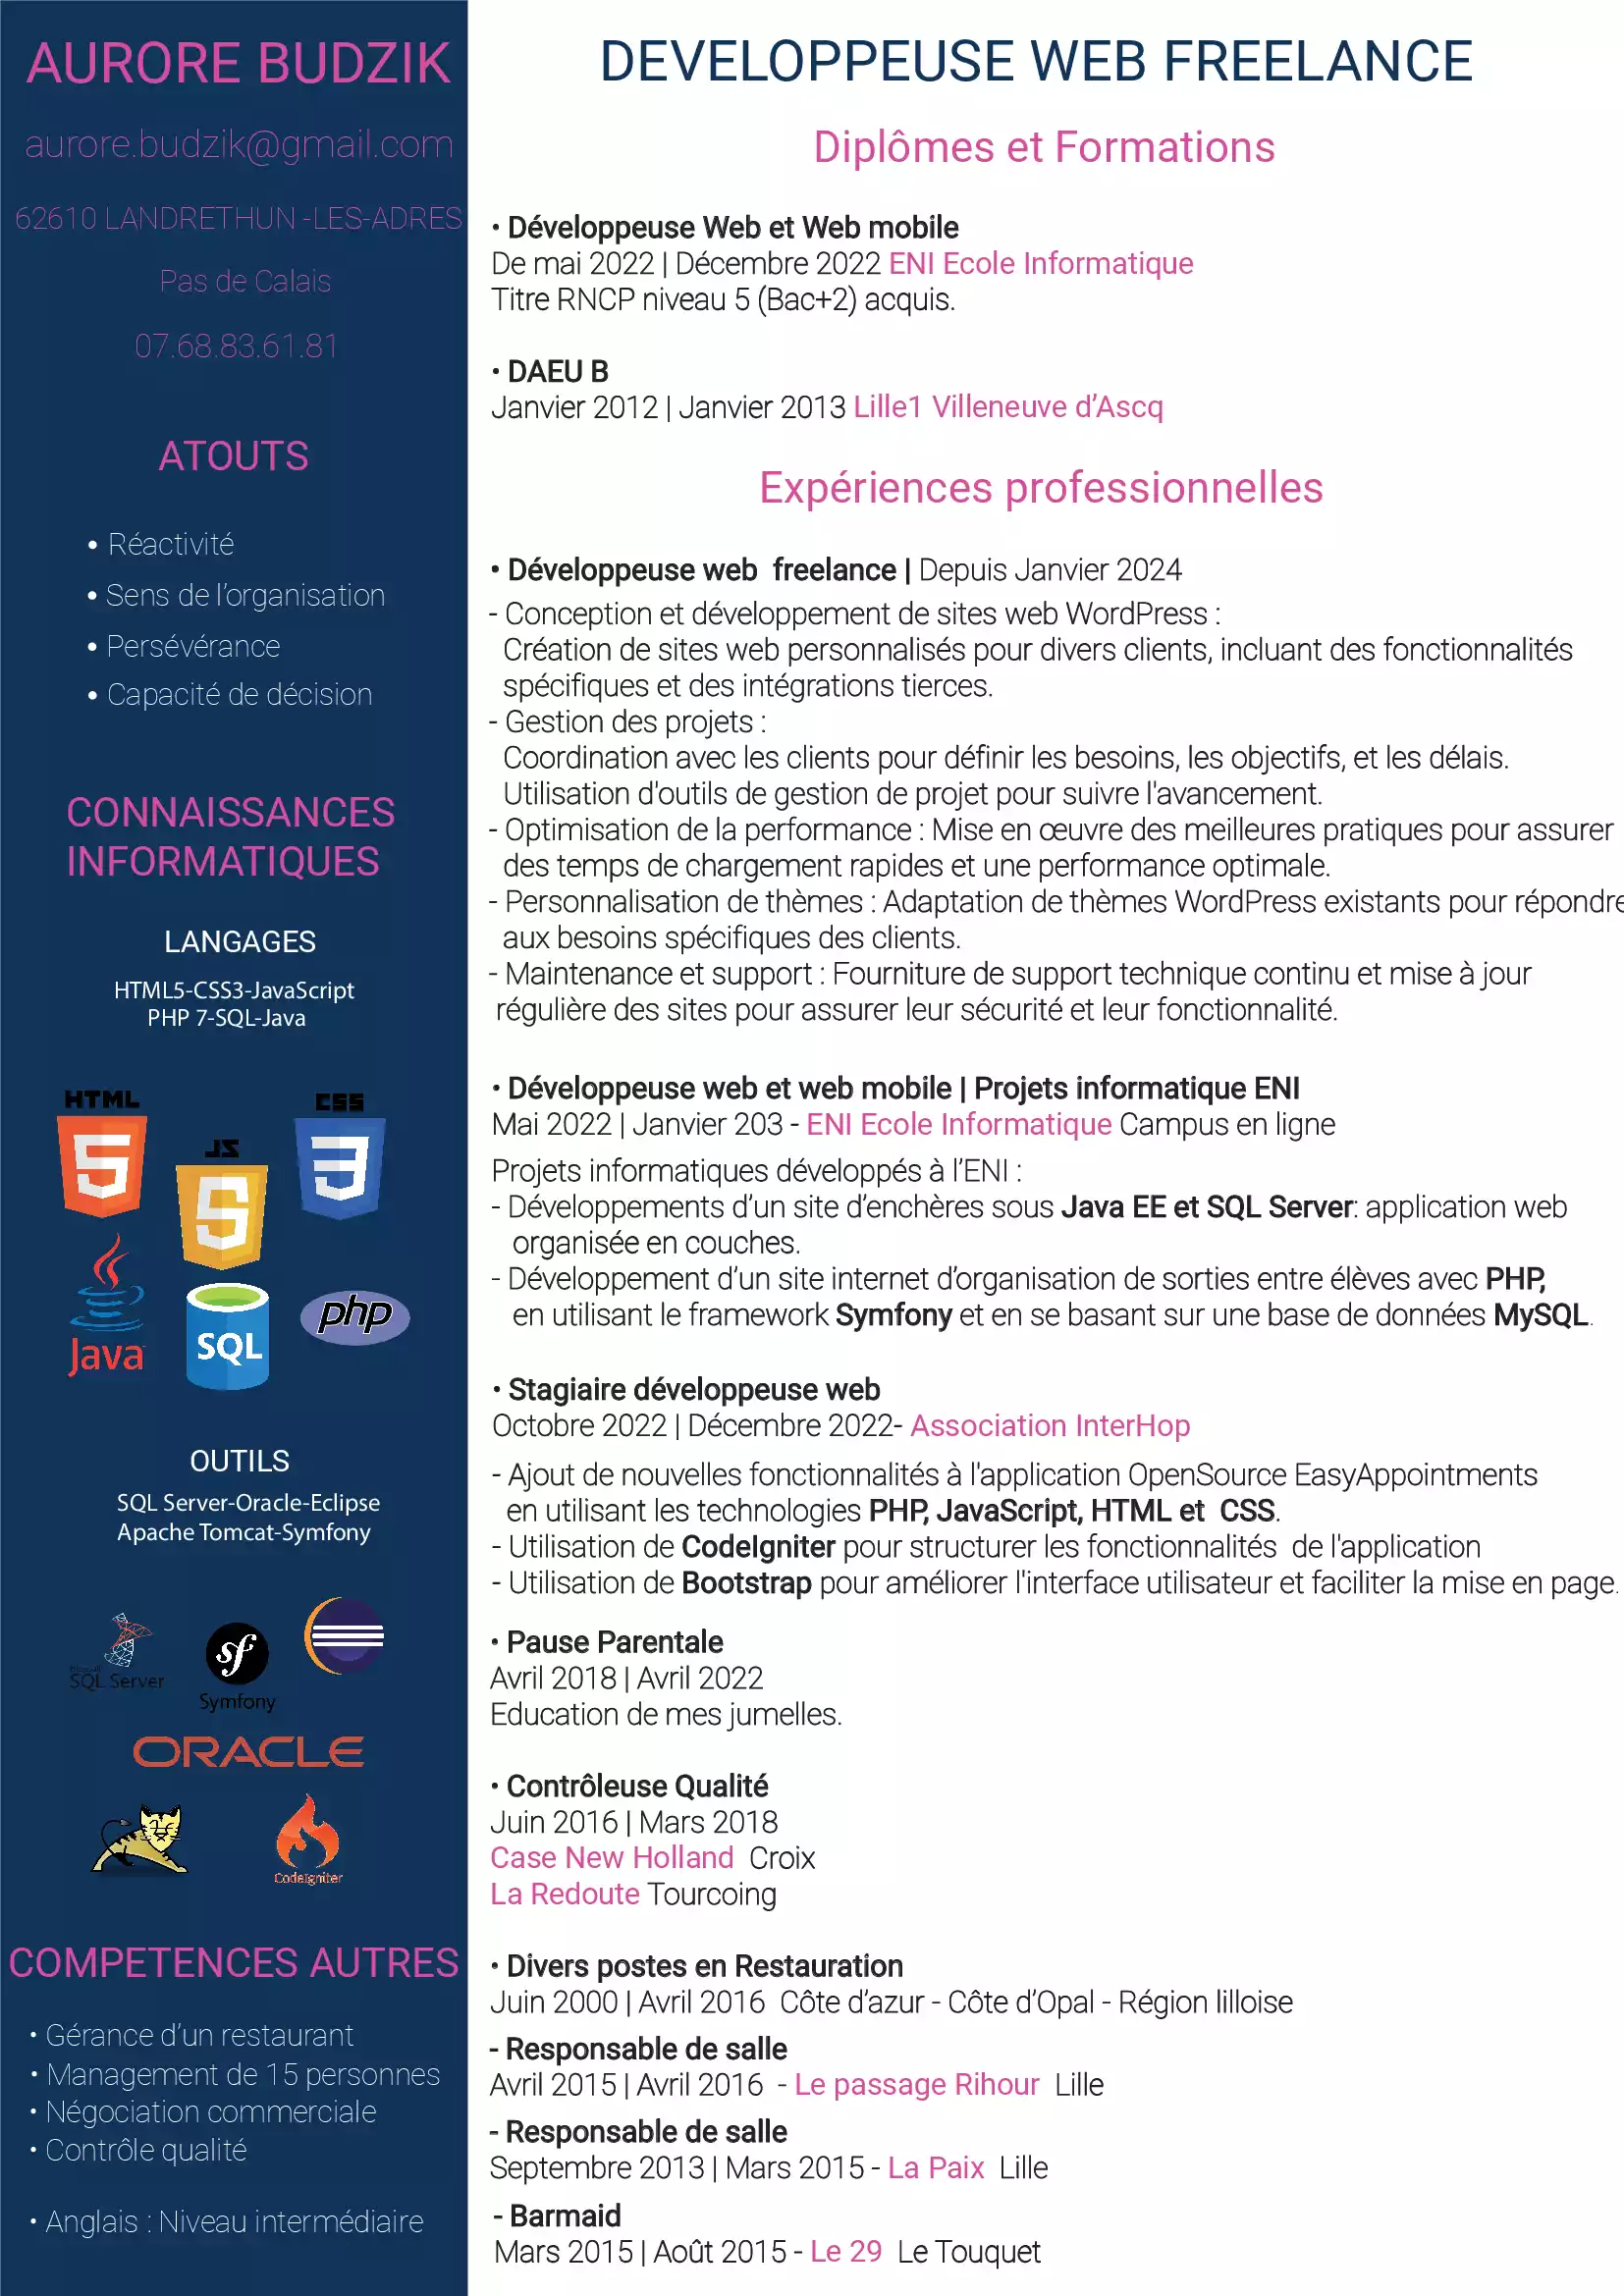 AURORE BUDZIK
aurore.budzik@gmail.com
62610 LANDRETHUN -LES-ADRES
Pas de Calais
07.68.83.61.81
ATOUTS
• Réactivité
• Sens de l’organisation
• Persévérance
• Capacité de décision
CONNAISSANCES
INFORMATIQUES
LANGAGES
HTML5-CSS3-JavaScript
PHP 7-SQL-Java
HTML
5
JS
5
CSS
3
Java
SQL
php
OUTILS
SQL Server-Oracle-Eclipse
Apache Tomcat-Symfony
SQL Server
sf
Symfony
ORACLE
CodeIgniter
COMPETENCES AUTRES
• Gérance d’un restaurant
• Management de 15 personnes
• Négociation commerciale
• Contrôle qualité
• Anglais : Niveau intermédiaire
DEVELOPPEUSE WEB FREELANCE
Diplômes et Formations
• Développeuse Web et Web mobile
De mai 2022 | Décembre 2022 ENI Ecole Informatique
Titre RNCP niveau 5 (Bac+2) acquis.
• DAEU B
Janvier 2012 | Janvier 2013 Lille1 Villeneuve d’Ascq
Expériences professionnelles
• Développeuse web freelance | Depuis Janvier 2024
- Conception et développement de sites web WordPress :
Création de sites web personnalisés pour divers clients, incluant des fonctionnalités
spécifiques et des intégrations tierces.
- Gestion des projets :
Coordination avec les clients pour définir les besoins, les objectifs, et les délais.
Utilisation d'outils de gestion de projet pour suivre l'avancement.
- Optimisation de la performance : Mise en œuvre des meilleures pratiques pour assurer
des temps de chargement rapides et une performance optimale.
- Personnalisation de thèmes : Adaptation de thèmes WordPress existants pour répondre
aux besoins spécifiques des clients.
- Maintenance et support : Fourniture de support technique continu et mise à jour
régulière des sites pour assurer leur sécurité et leur fonctionnalité.
• Développeuse web et web mobile | Projets informatique ENI
Mai 2022 | Janvier 203 - ENI Ecole Informatique Campus en ligne
Projets informatiques développés à l’ENI :
- Développements d’un site d’enchères sous Java EE et SQL Server: application web
organisée en couches.
- Développement d’un site internet d’organisation de sorties entre élèves avec PHP,
en utilisant le framework Symfony et en se basant sur une base de données MySQL.
• Stagiaire développeuse web
Octobre 2022 | Décembre 2022- Association InterHop
- Ajout de nouvelles fonctionnalités à l'application OpenSource EasyAppointments
en utilisant les technologies PHP, JavaScript, HTML et CSS.
- Utilisation de CodeIgniter pour structurer les fonctionnalités de l'application
- Utilisation de Bootstrap pour améliorer l'interface utilisateur et faciliter la mise en page.
• Pause Parentale
Avril 2018 | Avril 2022
Education de mes jumelles.
• Contrôleuse Qualité
Juin 2016 | Mars 2018
Case New Holland Croix
La Redoute Tourcoing
• Divers postes en Restauration
Juin 2000 | Avril 2016 Côte d’azur - Côte d’Opal - Région lilloise
- Responsable de salle
Avril 2015 | Avril 2016 - Le passage Rihour Lille
- Responsable de salle
Septembre 2013 | Mars 2015 - La Paix Lille
- Barmaid
Mars 2015 | Août 2015 - Le 29 Le Touquet